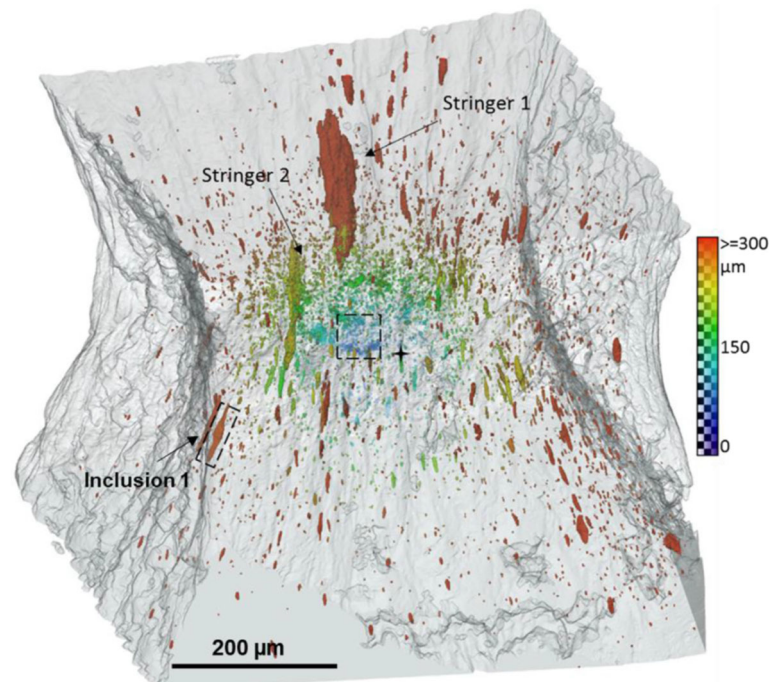 Stringer 1
Stringer 2
>=300
µm
150
0
Inclusion 1
200 µm